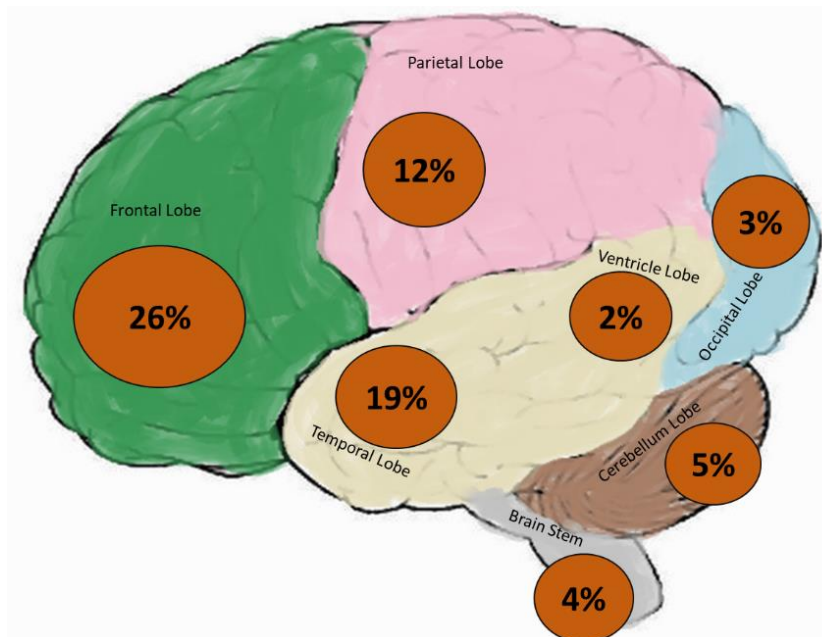 Parietal Lobe
12%
Frontal Lobe
26%
3%
Occipital Lobe
Ventricle Lobe
2%
19%
Temporal Lobe
Cerebellum Lobe
5%
Brain Stem
4%